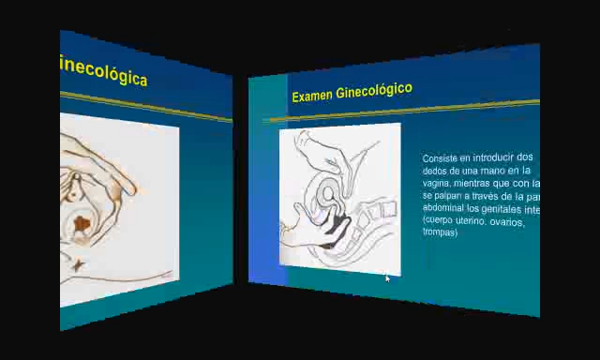 inecológica
Examen Ginecológico
Consiste en introducir dos
dedos de una mano en la
vagina, mientras que con la
se palpan a través de la par
abdominal los genitales inte
(cuerpo uterino, ovarios,
trompas)